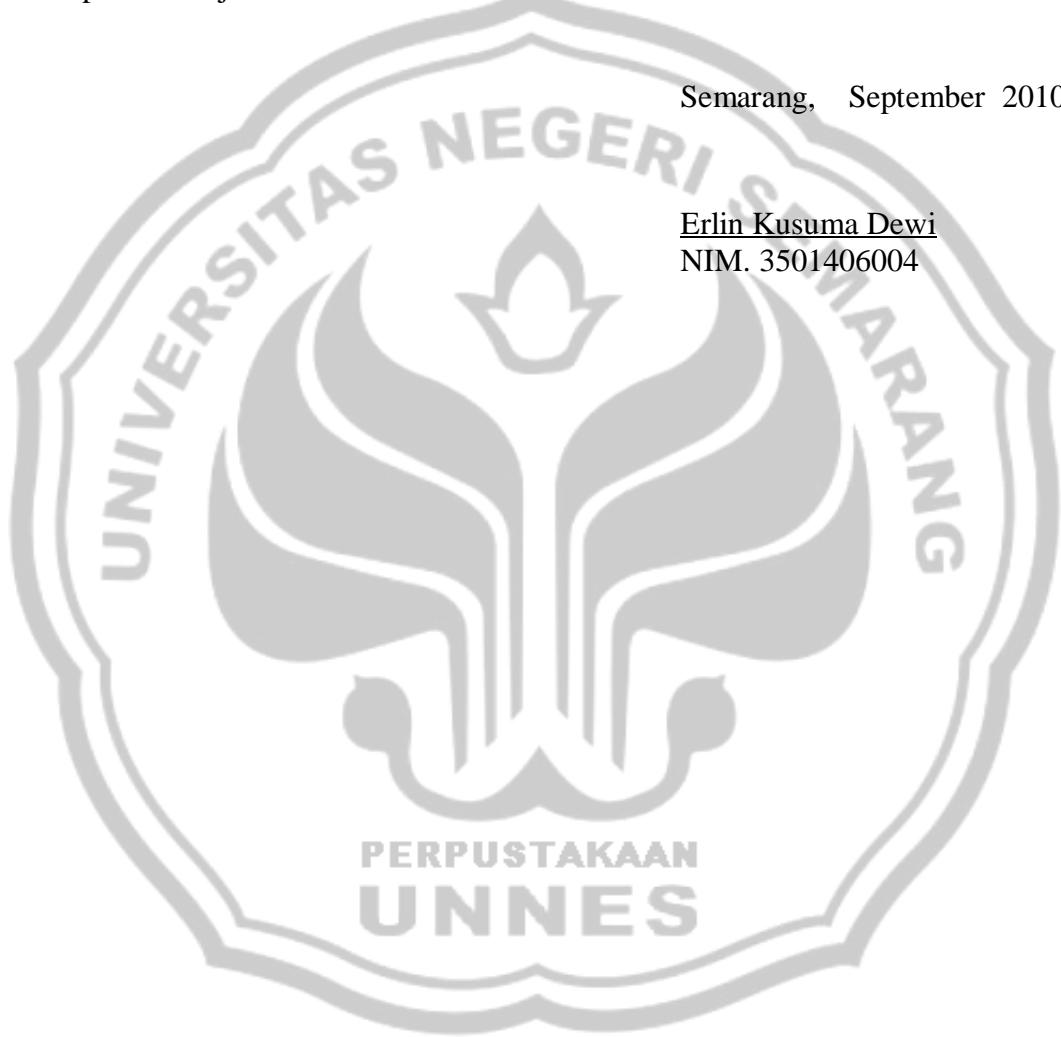 Semarang, September 2010
Erlin Kusuma Dewi
NIM. 3501406004
UNIVERSITAS NEGERI SEMARANG
PERPUSTAKAAN
UNNES